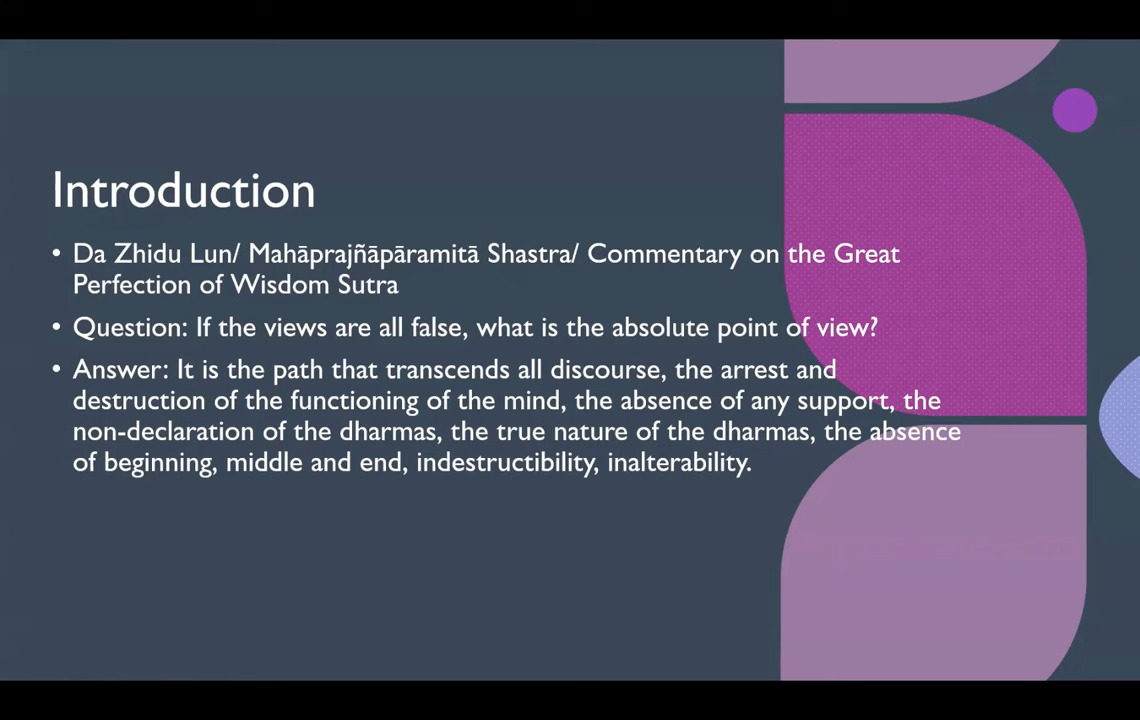 Introduction
• Da Zhidu Lun/ Mahāprajñāpāramitā Shastra/ Commentary on the Great
Perfection of Wisdom Sutra
• Question: If the views are all false, what is the absolute point of view?
• Answer: It is the path that transcends all discourse, the arrest and
destruction of the functioning of the mind, the absence of any support, the
non-declaration of the dharmas, the true nature of the dharmas, the absence
of beginning, middle and end, indestructibility, inalterability.